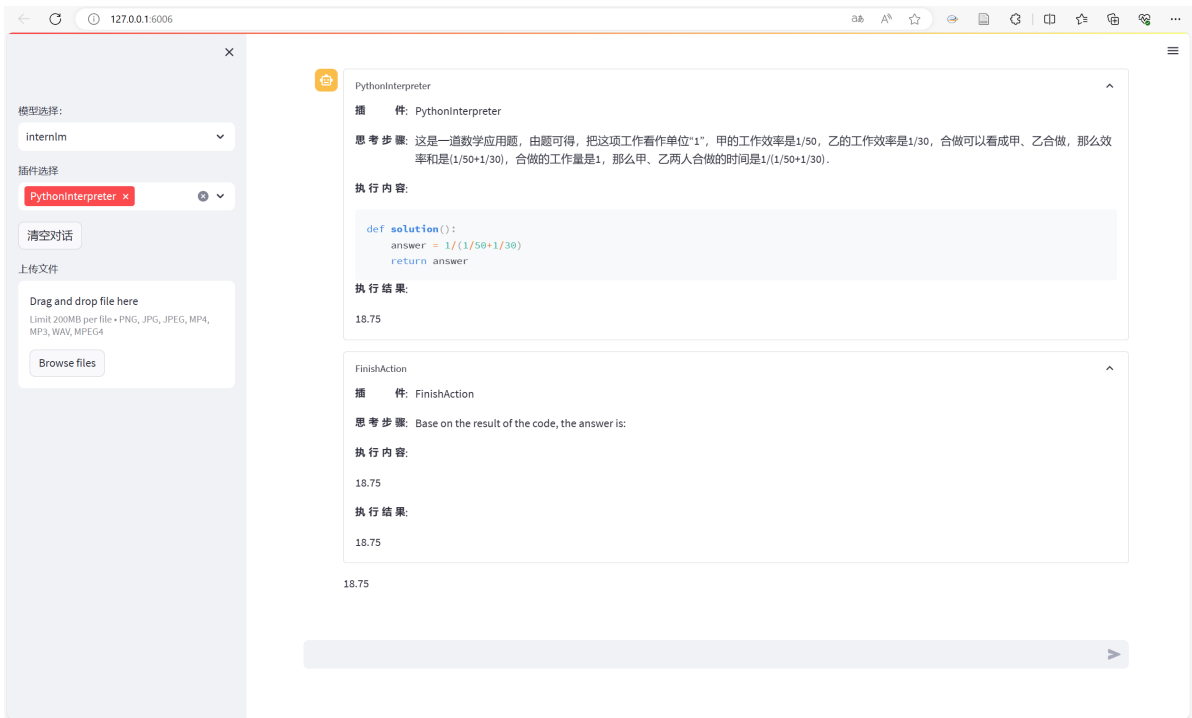 127.0.0.1:6006
模型选择:
internlm
插件选择
PythonInterpreter ×
清空对话
上传文件
Drag and drop file here
Limit 200MB per file • PNG, JPG, JPEG, MP4,
MP3, WAV, MPEG4
Browse files
PythonInterpreter
插 件: PythonInterpreter
思考步骤: 这是一道数学应用题，由题可得，把这项工作看作单位“1”，甲的工作效率是1/50，乙的工作效率是1/30，合做可以看成甲、乙合做，那么效
率和是(1/50+1/30)，合做的工作量是1，那么甲、乙两人合做的时间是1/(1/50+1/30).
执行内容:
def solution():
answer = 1/(1/50+1/30)
return answer
执行结果:
18.75
FinishAction
插 件: FinishAction
思考步骤: Base on the result of the code, the answer is:
执行内容:
18.75
执行结果:
18.75
18.75